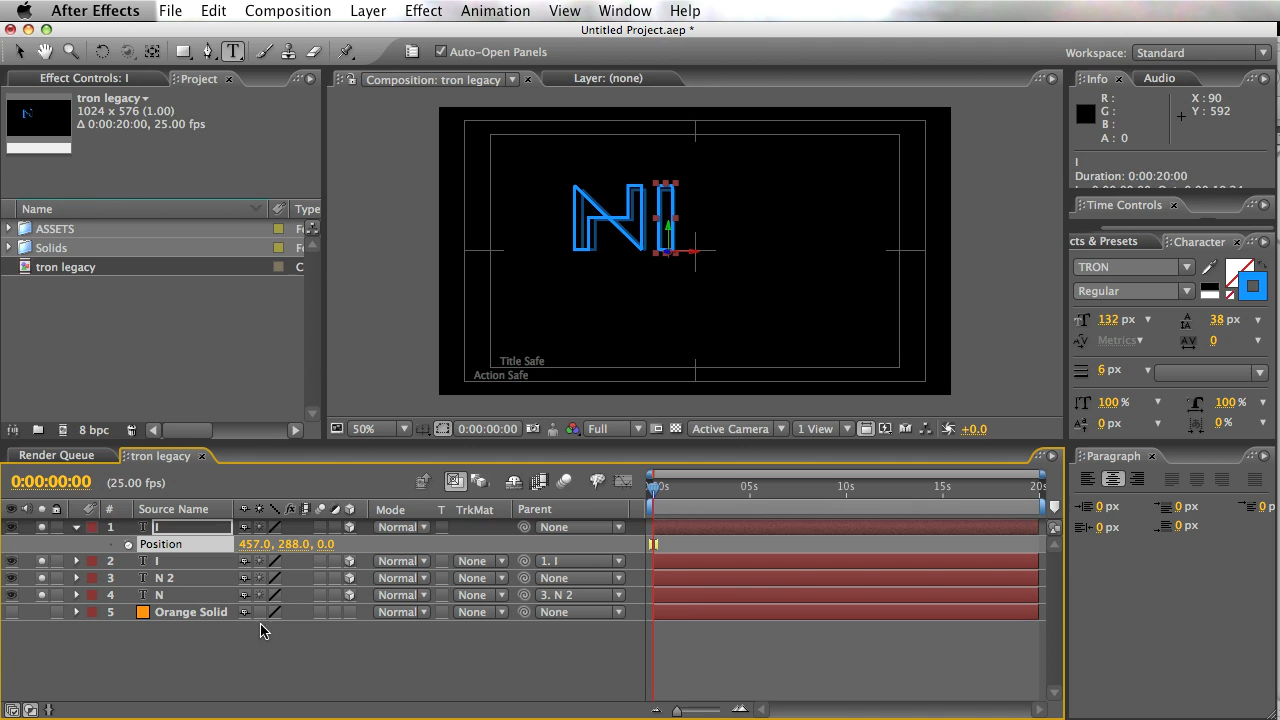 After Effects File Edit Composition Layer Effect Animation View Window Help
Untitled Project.aep *
Auto-Open Panels
Workspace: Standard
Effect Controls: I Project
Composition: tron legacy Layer: (none)
Info Audio
tron legacy
1024 x 576 (1.00)
Δ 0:00:20:00, 25.00 fps
R :
G :
B :
A : 0
X : 90
Y : 592
I
Duration: 0:00:20:00
Time Controls
Name Type
ASSETS
Solids
tron legacy C
cts & Presets Character
TRON
Regular
132 px 38 px
Metrics 0
6 px
100 % 100 %
0 px 0 %
NI
Title Safe
Action Safe
8 bpc
50% 0:00:00:00 Full Active Camera 1 View +0.0
Render Queue tron legacy
Paragraph
0 px 0 px 0 p
0 px 0 px
0:00:00:00 (25.00 fps)
05s 10s 15s 20s
# Source Name Mode T TrkMat Parent
1 T I Normal None
Position 457.0, 288.0, 0.0
2 T I Normal None 1. I
3 T N 2 Normal None None
4 T N Normal None 3. N 2
5 Orange Solid Normal None None